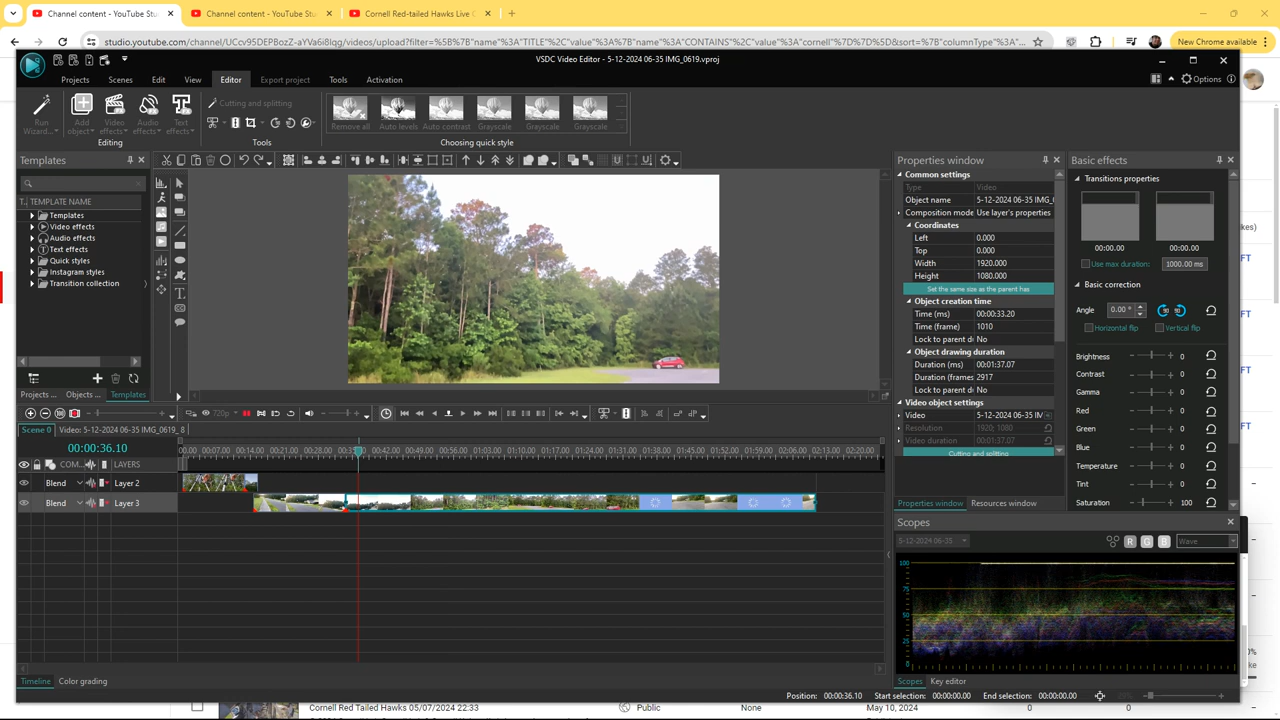 Channel content - YouTube Stu
Channel content - YouTube Stu
Cornell Red-tailed Hawks Live C
studio.youtube.com/channel/UCcv95DEPBozZ-aYVa6i8Iqg/videos/upload?filter=%5B%7B"name"%3A"TITLE"%2C"value"%3A%7B"name"%3A"CONTAINS"%2C"value"%3A"cornell"%7D%7D%5D&sort=%7B"columnType"%3A...
New Chrome available
VSDC Video Editor - 5-12-2024 06-35 IMG_0619.vproj
Projects Scenes Edit View Editor Export project Tools Activation
Options
Run Wizard...
Add object
Video effects
Audio effects
Text effects
Cutting and splitting
Remove all
Auto levels
Auto contrast
Grayscale
Grayscale
Grayscale
Editing
Tools
Choosing quick style
Templates
T... TEMPLATE NAME
Templates
Video effects
Audio effects
Text effects
Quick styles
Instagram styles
Transition collection
Projects ... Objects ... Templates
Properties window
Common settings
Type Video
Object name 5-12-2024 06-35 IMG_
Composition mode Use layer's properties
Coordinates
Left 0.000
Top 0.000
Width 1920.000
Height 1080.000
Set the same size as the parent has
Object creation time
Time (ms) 00:00:33.20
Time (frame) 1010
Lock to parent d No
Object drawing duration
Duration (ms) 00:01:37.07
Duration (frames 2917
Lock to parent d No
Video object settings
Video 5-12-2024 06-35 IM
Resolution 1920; 1080
Video duration 00:01:37.07
Cutting and splitting
Properties window Resources window
Basic effects
Transitions properties
00:00.00 00:00.00
Use max duration: 1000.00 ms
Basic correction
Angle 0.00 °
90 90
Horizontal flip Vertical flip
Brightness 0
Contrast 0
Gamma 0
Red 0
Green 0
Blue 0
Temperature 0
Tint 0
Saturation 100
720p
Scene 0 Video: 5-12-2024 06-35 IMG_0619_8
00:00:36.10
COM... LAYERS
Blend Layer 2
Blend Layer 3
Timeline Color grading
Scopes
5-12-2024 06-35
R G B Wave
100
75
50
25
0
Scopes Key editor
Position: 00:00:36.10 Start selection: 00:00:00.00 End selection: 00:00:00.00
Cornell Red Tailed Hawks 05/07/2024 22:33
Public None May 10, 2024 0 0